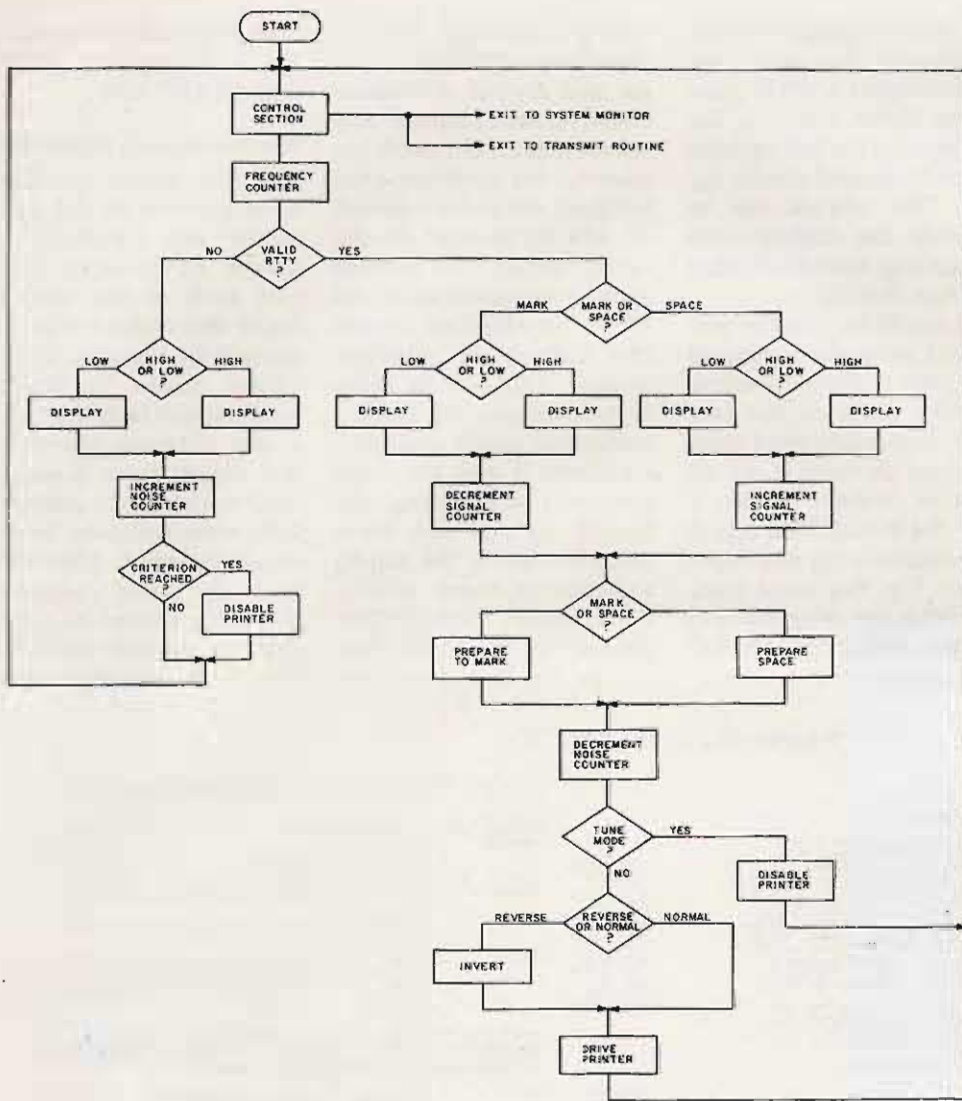 START
CONTROL
SECTION
EXIT TO SYSTEM MONITOR
EXIT TO TRANSMIT ROUTINE
FREQUENCY
COUNTER
NO
VALID
RTTY
?
YES
MARK
MARK OR
SPACE
?
SPACE
LOW
HIGH
OR LOW
?
HIGH
LOW
HIGH
OR LOW
?
HIGH
LOW
HIGH
OR LOW
?
HIGH
DISPLAY
DISPLAY
DISPLAY
DISPLAY
DISPLAY
DISPLAY
INCREMENT
NOISE
COUNTER
DECREMENT
SIGNAL
COUNTER
INCREMENT
SIGNAL
COUNTER
CRITERION
REACHED
?
YES
NO
DISABLE
PRINTER
MARK
OR SPACE
?
PREPARE
TO MARK
PREPARE
SPACE
DECREMENT
NOISE
COUNTER
TUNE
MODE
?
YES
NO
DISABLE
PRINTER
REVERSE
REVERSE
OR NORMAL
?
NORMAL
INVERT
DRIVE
PRINTER